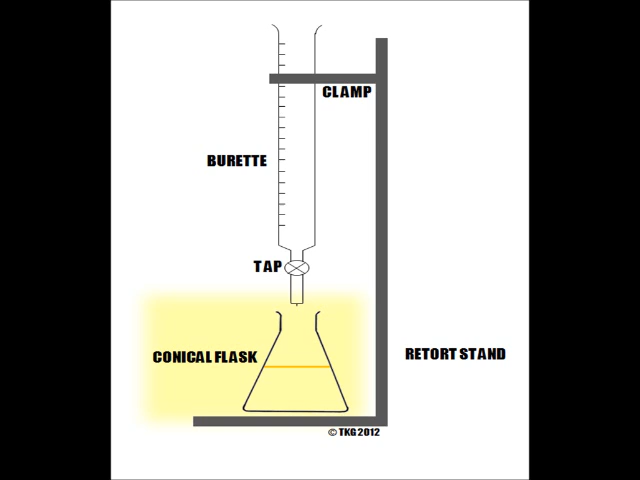 CLAMP
BURETTE
TAP
CONICAL FLASK
RETORT STAND
© TKG 2012